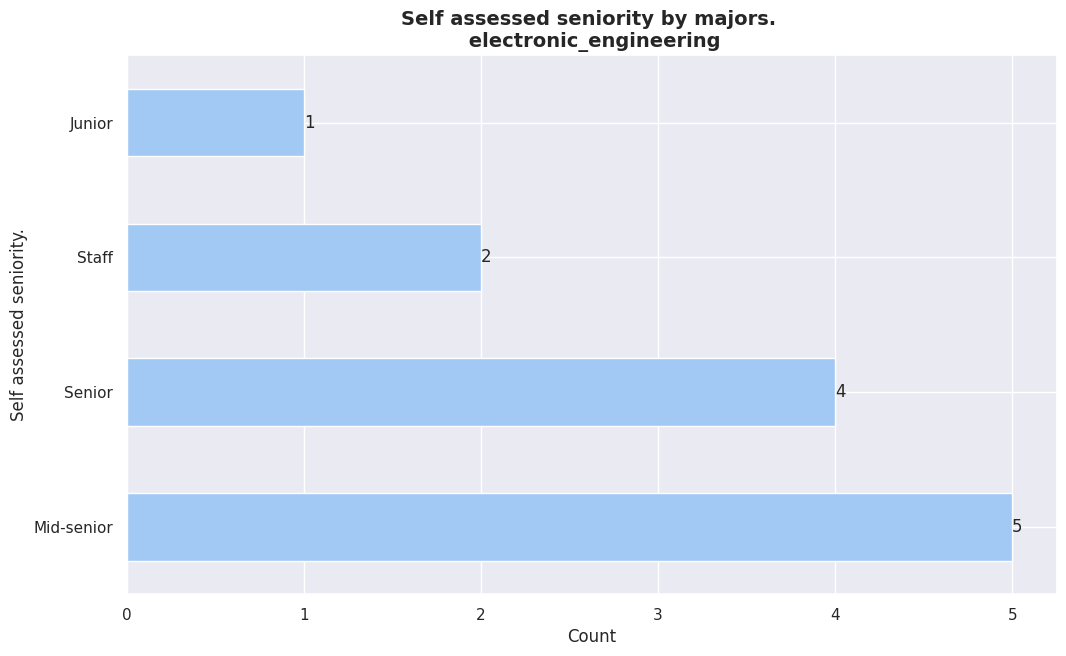 Self assessed seniority by majors.
electronic_engineering
Self assessed seniority.
Junior
1
Staff
2
Senior
4
Mid-senior
5
0 1 2 3 4 5
Count